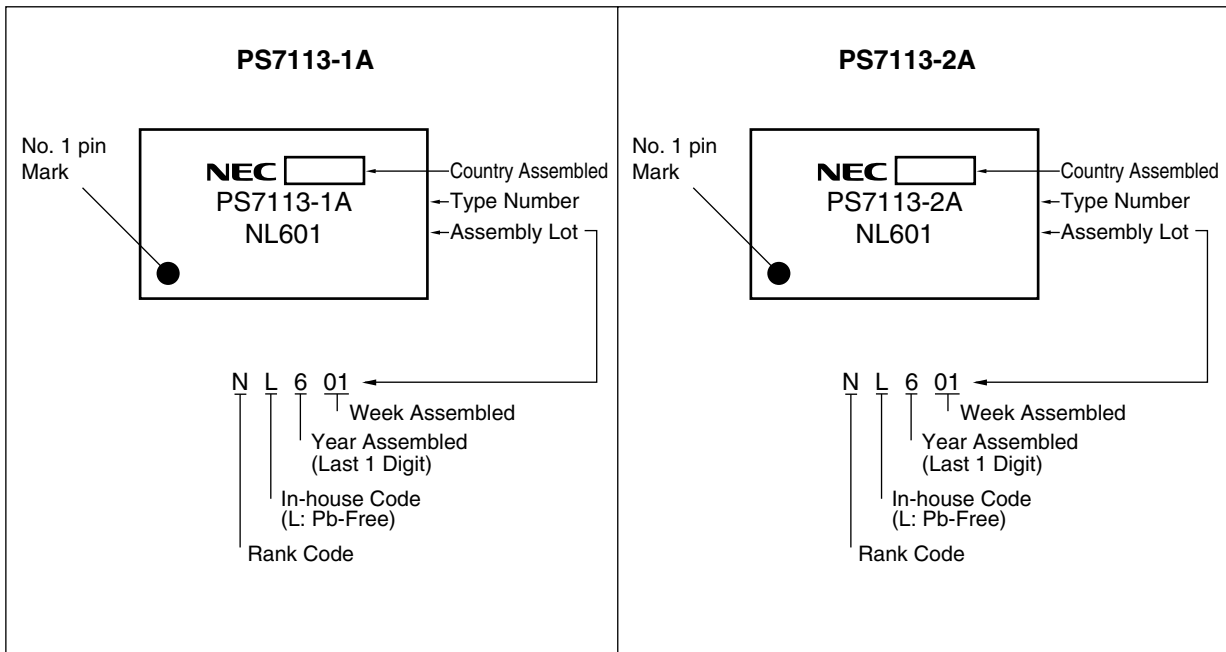 PS7113-1A
No. 1 pin
Mark
NEC
Country Assembled
PS7113-1A
Type Number
NL601
Assembly Lot
N L 6 01
Week Assembled
Year Assembled
(Last 1 Digit)
In-house Code
(L: Pb-Free)
Rank Code
PS7113-2A
No. 1 pin
Mark
NEC
Country Assembled
PS7113-2A
Type Number
NL601
Assembly Lot
N L 6 01
Week Assembled
Year Assembled
(Last 1 Digit)
In-house Code
(L: Pb-Free)
Rank Code